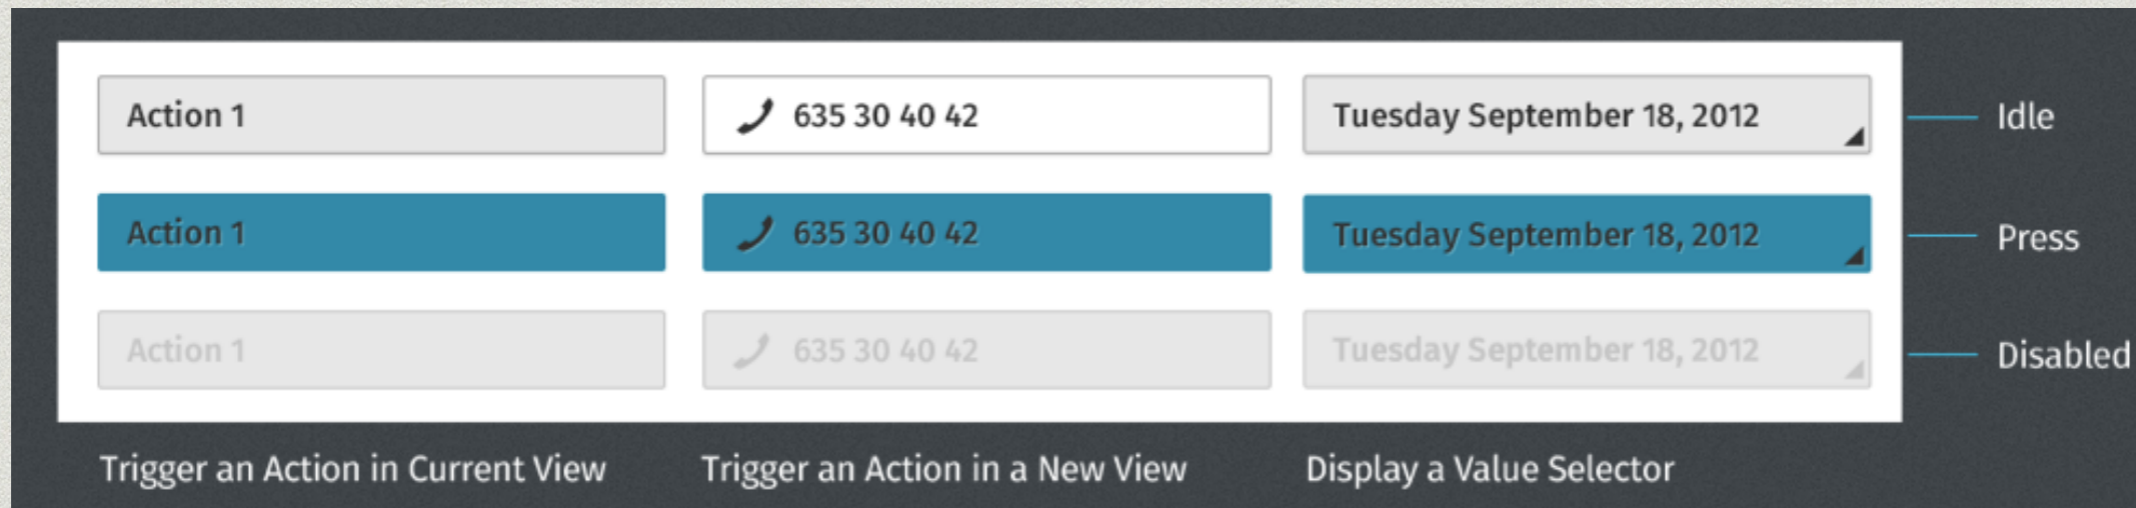 Action 1 635 30 40 42 Tuesday September 18, 2012 Idle
Action 1 635 30 40 42 Tuesday September 18, 2012 Press
Action 1 635 30 40 42 Tuesday September 18, 2012 Disabled
Trigger an Action in Current View Trigger an Action in a New View Display a Value Selector